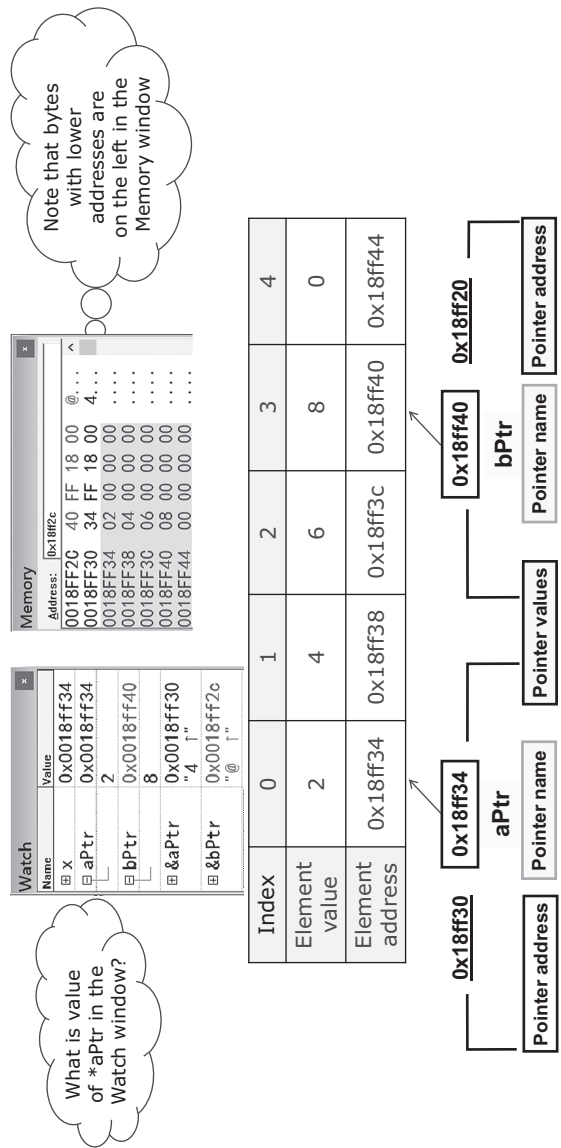 What is value
of *aPtr in the
Watch window?
Watch
Name Value
x 0x0018ff34
aPtr 0x0018ff34
2
bPtr 0x0018ff40
8
&aPtr 0x0018ff30
"4 ↑"
&bPtr 0x0018ff2c
"@ ↑"
Memory
Address: 0x18ff2c
0018FF2C 40 FF 18 00 @...
0018FF30 34 FF 18 00 4...
0018FF34 02 00 00 00 ....
0018FF38 04 00 00 00 ....
0018FF3C 06 00 00 00 ....
0018FF40 08 00 00 00 ....
0018FF44 00 00 00 00 ....
Note that bytes
with lower
addresses are
on the left in the
Memory window
Index 0 1 2 3 4
Element
value 2 4 6 8 0
Element
address 0x18ff34 0x18ff38 0x18ff3c 0x18ff40 0x18ff44
0x18ff30 0x18ff34 0x18ff40 0x18ff20
aPtr bPtr
Pointer address Pointer name Pointer values Pointer name Pointer address